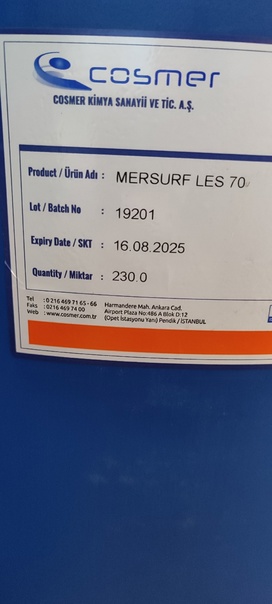 cosmer
COSMER KİMYA SANAYİİ VE TİC. A.Ş.
Product / Ürün Adı : MERSURF LES 70
Lot / Batch No : 19201
Expiry Date / SKT : 16.08.2025
Quantity / Miktar : 230.0
Tel : 0 216 469 71 65 - 66 Harmandere Mah. Ankara Cad.
Faks : 0216 469 74 00 Airport Plaza No:486 A Blok D:12
Web : www.cosmer.com.tr (Opet İstasyonu Yanı) Pendik / İSTANBUL